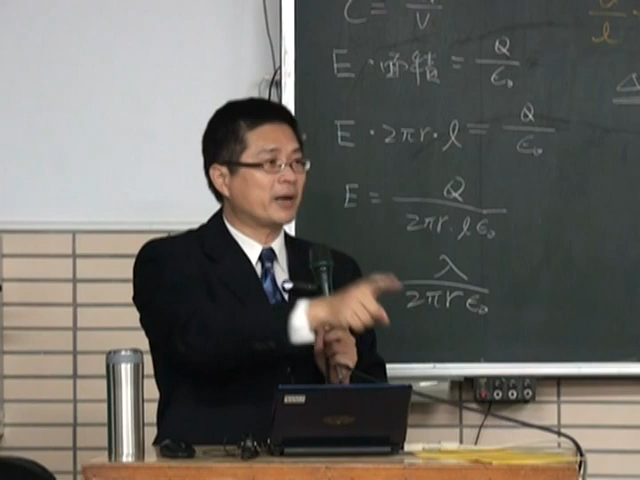 C =
V
E · 面積 = Q/ε₀
E · 2πr · l = Q/ε₀
E = Q/2πr · lε₀
λ/2πrε₀